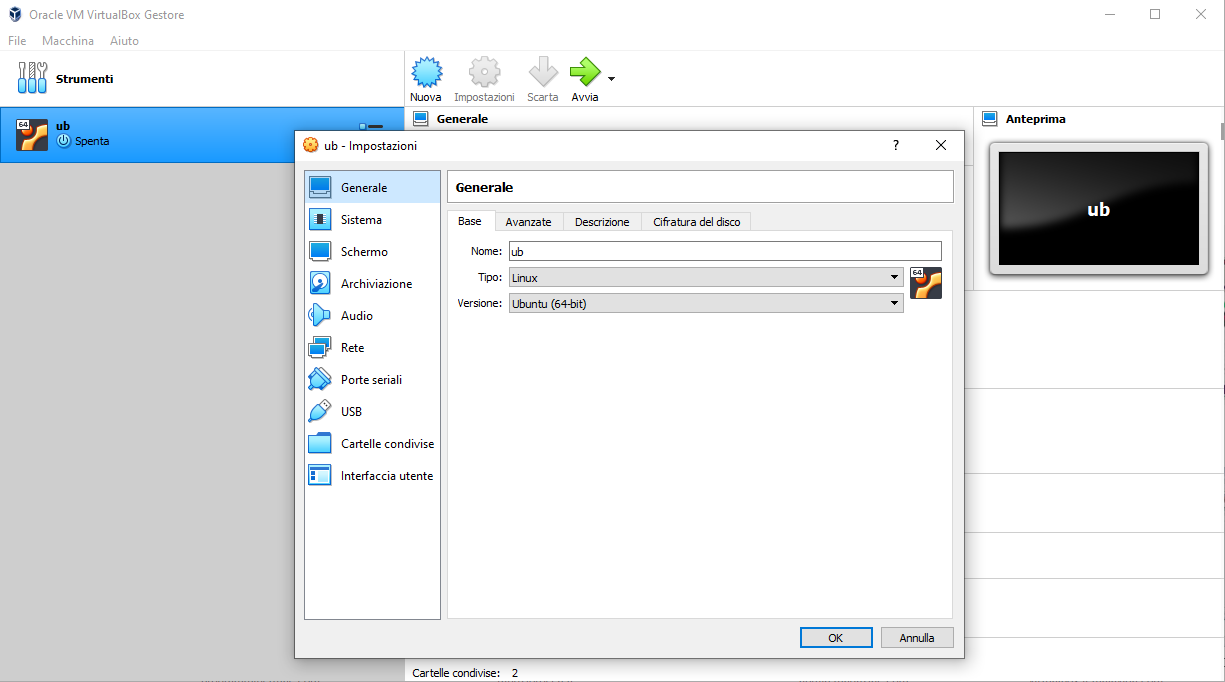 Oracle VM VirtualBox Gestore
File Macchina Aiuto
Strumenti
Nuova Impostazioni Scarta Avvia
64
ub
Spenta
Generale
Anteprima
ub
ub - Impostazioni
?
Generale
Sistema
Schermo
Archiviazione
Audio
Rete
Porte seriali
USB
Cartelle condivise
Interfaccia utente
Generale
Base Avanzate Descrizione Cifratura del disco
Nome: ub
Tipo: Linux
64
Versione: Ubuntu (64-bit)
OK Annulla
Cartelle condivise: 2